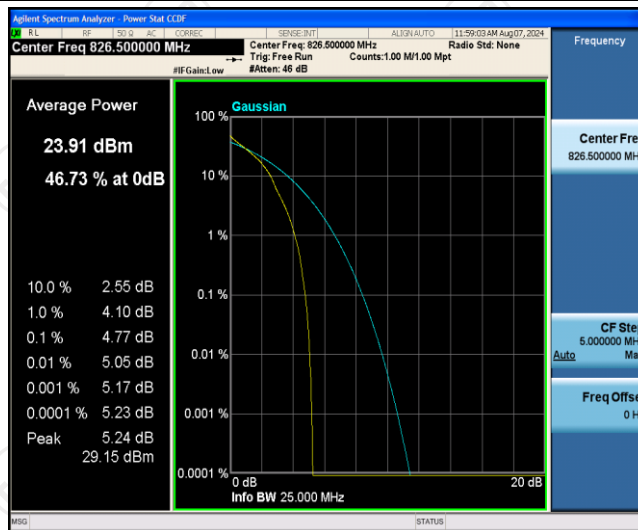 Agilent Spectrum Analyzer - Power Stat CCDF
RL RF 50 Ω AC CORREC SENSE:INT ALIGN AUTO 11:59:03 AM Aug 07, 2024
Center Freq 826.500000 MHz
Center Freq: 826.500000 MHz Radio Std: None
Trig: Free Run Counts:1.00 M/1.00 Mpt
#IFGain:Low #Atten: 46 dB
Frequency
Average Power
23.91 dBm
46.73 % at 0dB
10.0 % 2.55 dB
1.0 % 4.10 dB
0.1 % 4.77 dB
0.01 % 5.05 dB
0.001 % 5.17 dB
0.0001 % 5.23 dB
Peak 5.24 dB
29.15 dBm
Gaussian
100 %
10 %
1 %
0.1 %
0.01 %
0.001 %
0.0001 %
0 dB 20 dB
Info BW 25.000 MHz
Center Fre
826.500000 MH
CF Ste
5.000000 MH
Auto Ma
Freq Offse
0 H
MSG STATUS